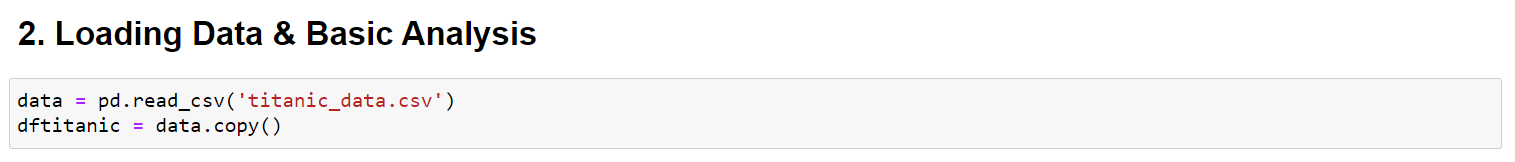 2. Loading Data & Basic Analysis
data = pd.read_csv('titanic_data.csv')
dftitanic = data.copy()